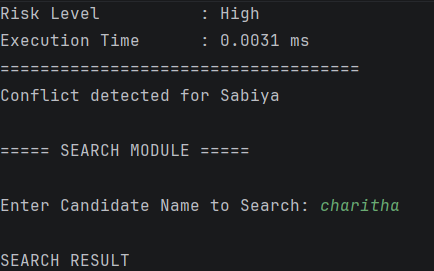 Risk Level          : High
Execution Time      : 0.0031 ms
====================================
Conflict detected for Sabiya
===== SEARCH MODULE =====
Enter Candidate Name to Search: charitha
SEARCH RESULT